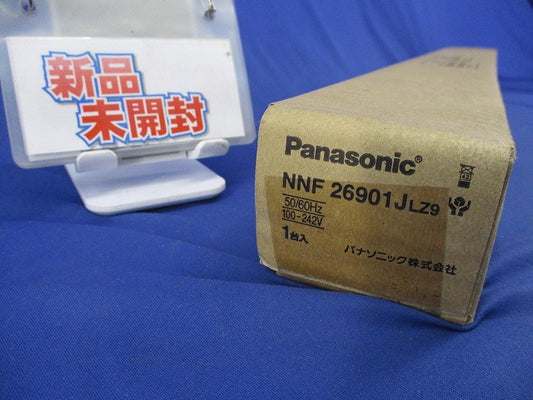 新品
未開封
Panasonic®
NNF 26901J LZ9
50/60Hz
100-242V
1台入
パナソニック株式会社